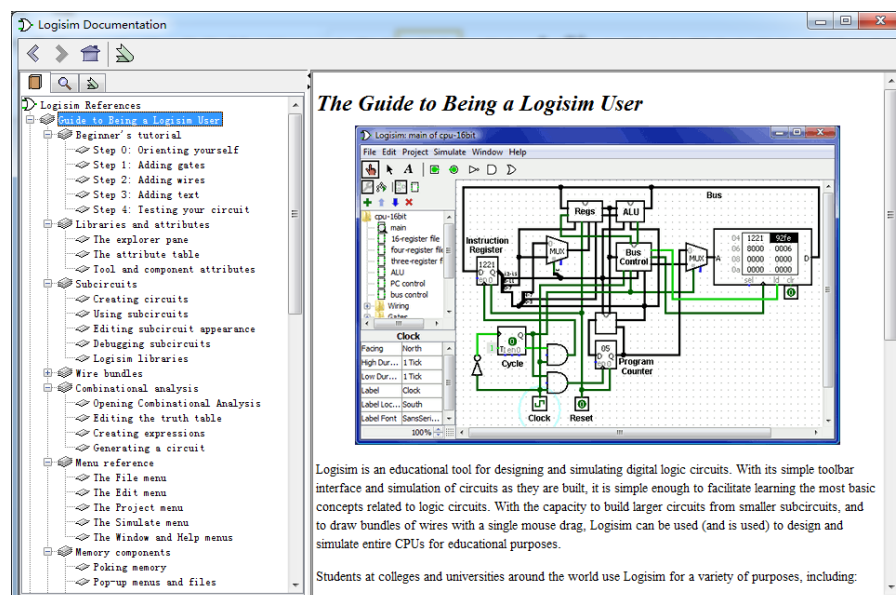 Logisim Documentation
Logisim References
Guide to Being a Logisim User
Beginner's tutorial
Step 0: Orienting yourself
Step 1: Adding gates
Step 2: Adding wires
Step 3: Adding text
Step 4: Testing your circuit
Libraries and attributes
The explorer pane
The attribute table
Tool and component attributes
Subcircuits
Creating circuits
Using subcircuits
Editing subcircuit appearance
Debugging subcircuits
Logisim libraries
Wire bundles
Combinational analysis
Opening Combinational Analysis
Editing the truth table
Creating expressions
Generating a circuit
Menu reference
The File menu
The Edit menu
The Project menu
The Simulate menu
The Window and Help menus
Memory components
Poking memory
Pop-up menus and files
The Guide to Being a Logisim User
Logisim: main of cpu-16bit
File Edit Project Simulate Window Help
A
cpu-16bit
main
16-register file
four-register fil
three-register f
ALU
PC control
bus control
Wiring
Gates
Clock
Facing North
High Dur... 1 Tick
Low Dur... 1 Tick
Label Clock
Label Loc... South
Label Font SansSeri...
100%
Bus
Regs
ALU
Instruction
Register
1221
D Q
MUX
Bus
Control
MUX
A
04 1221 92fe
06 8000 0006
08 0000 0000
0a 0000 0000
D
sel ld clr
0
Q
0
Cycle
05
D Q
Program
Counter
Clock
0
Reset
Logisim is an educational tool for designing and simulating digital logic circuits. With its simple toolbar
interface and simulation of circuits as they are built, it is simple enough to facilitate learning the most basic
concepts related to logic circuits. With the capacity to build larger circuits from smaller subcircuits, and
to draw bundles of wires with a single mouse drag, Logisim can be used (and is used) to design and
simulate entire CPUs for educational purposes.
Students at colleges and universities around the world use Logisim for a variety of purposes, including: